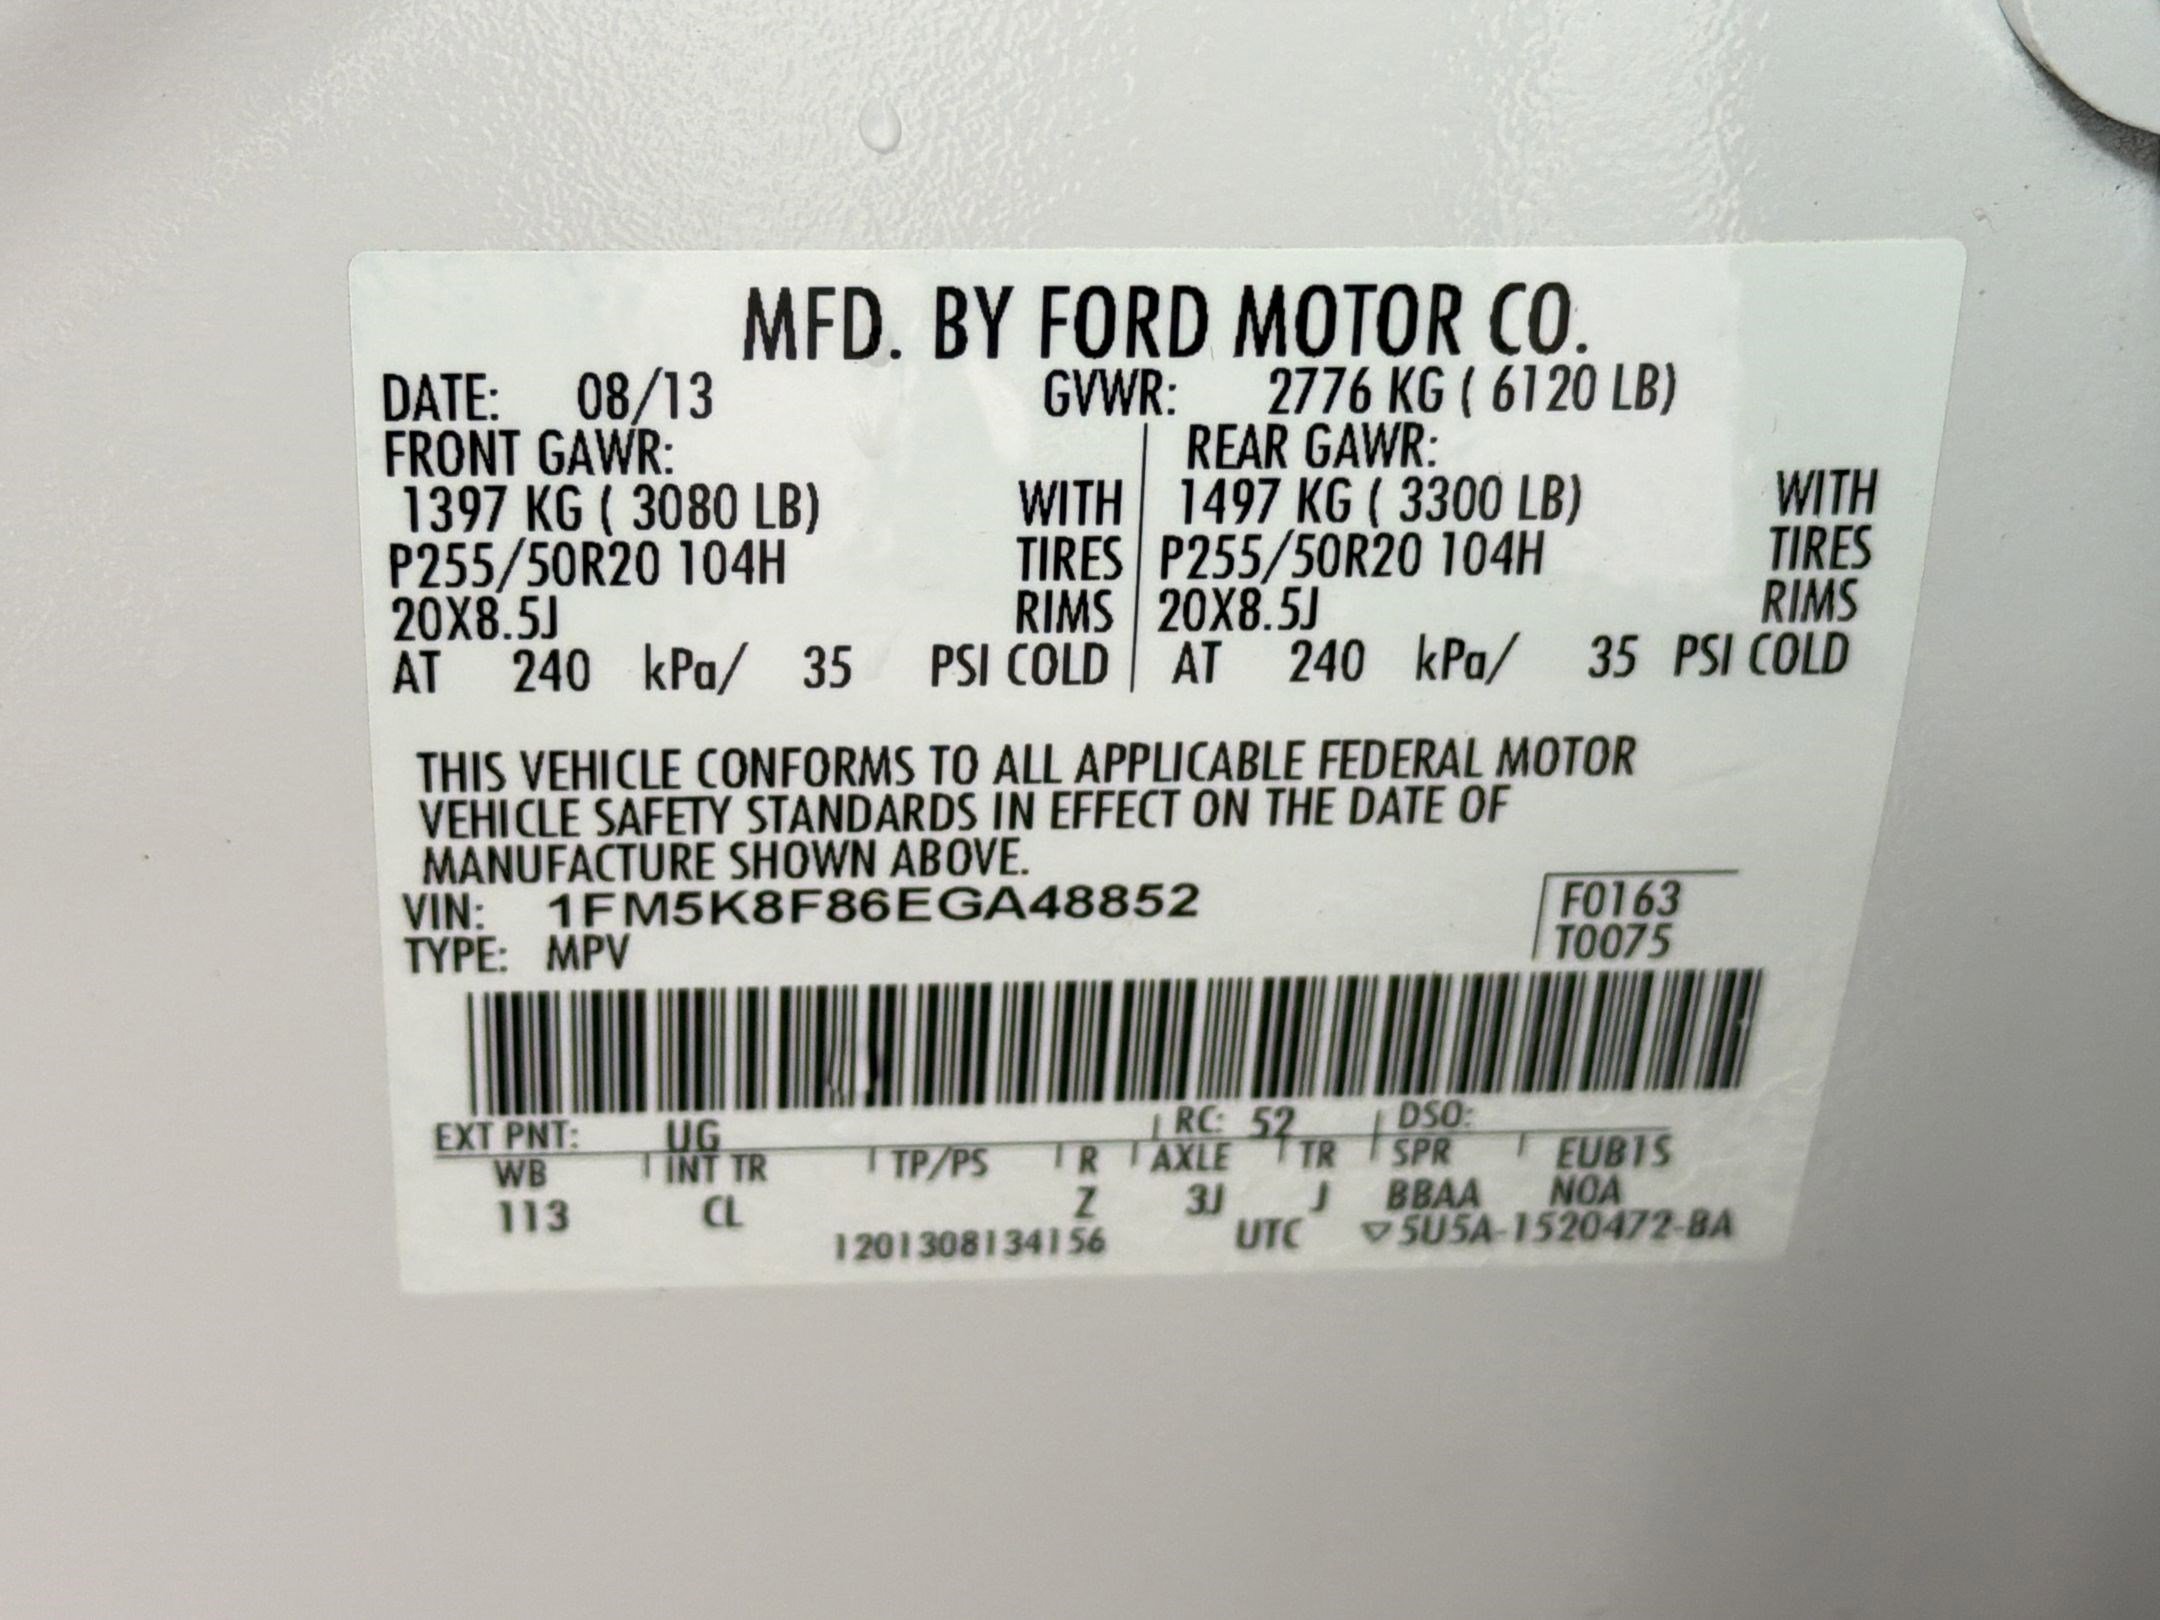 MFD. BY FORD MOTOR CO.
DATE: 08/13 GVWR: 2776 KG ( 6120 LB)
FRONT GAWR: REAR GAWR:
1397 KG ( 3080 LB) WITH 1497 KG ( 3300 LB) WITH
P255/50R20 104H TIRES P255/50R20 104H TIRES
20X8.5J RIMS 20X8.5J RIMS
AT 240 kPa/ 35 PSI COLD AT 240 kPa/ 35 PSI COLD
THIS VEHICLE CONFORMS TO ALL APPLICABLE FEDERAL MOTOR
VEHICLE SAFETY STANDARDS IN EFFECT ON THE DATE OF
MANUFACTURE SHOWN ABOVE.
VIN: 1FM5K8F86EGA48852 F0163
TYPE: MPV T0075
EXT PNT: UG RC: 52 DSO:
WB INT TR TP/PS R AXLE TR SPR EUB1S
113 CL Z 3J J BBAA NOA
1201308134156 UTC ▽5U5A-1520472-BA